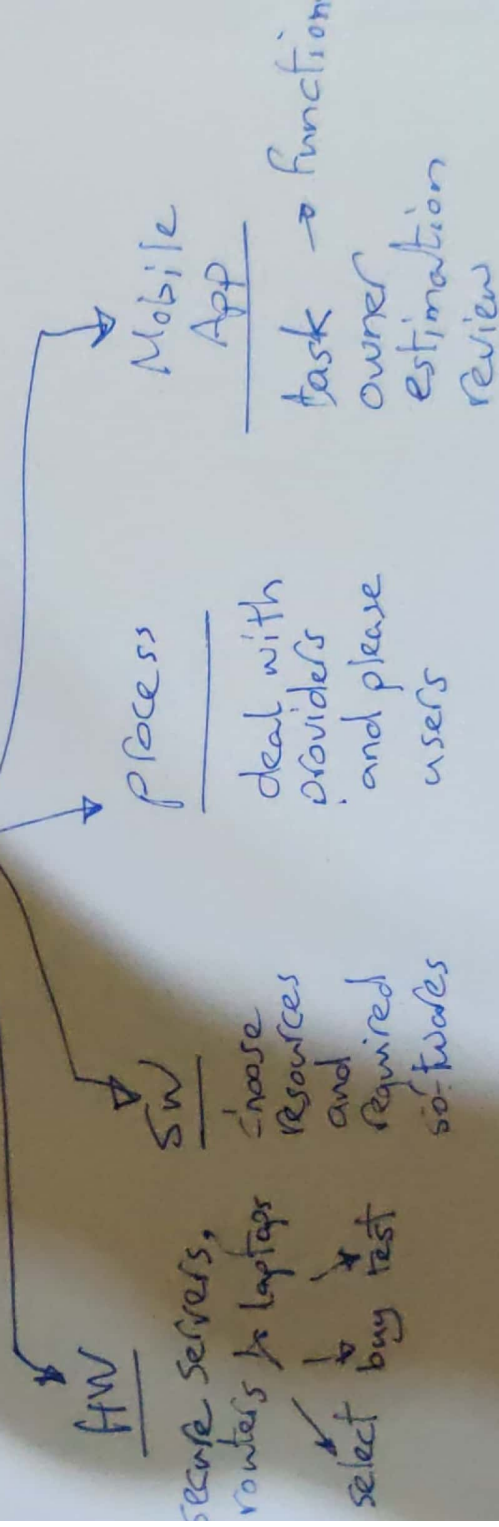 HW
secure servers,
routers & laptops
select buy test
SW
choose
resources
and
required
softwares
process
deal with
providers
and please
users
Mobile
App
task → function
owner
estimation
review